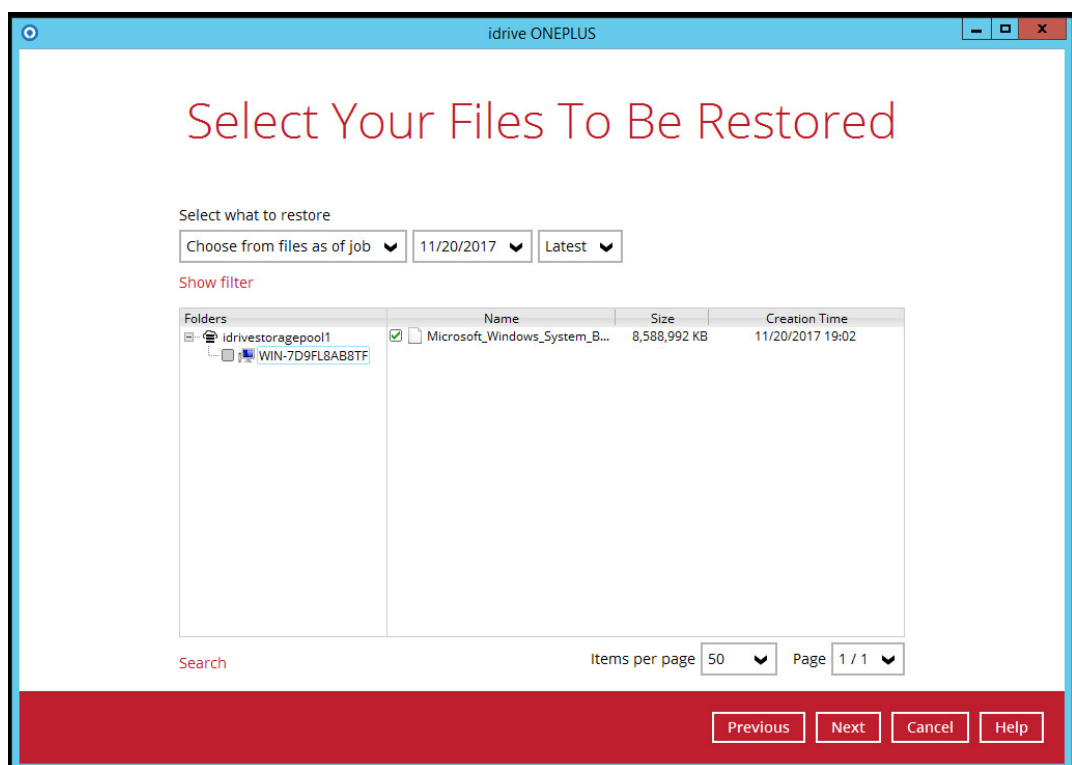 idrive ONEPLUS
Select Your Files To Be Restored
Select what to restore
Choose from files as of job 11/20/2017 Latest
Show filter
Folders Name Size Creation Time
idrivestoragepool1 Microsoft_Windows_System_B... 8,588,992 KB 11/20/2017 19:02
WIN-7D9FL8AB8TF
Search Items per page 50 Page 1 / 1
Previous Next Cancel Help